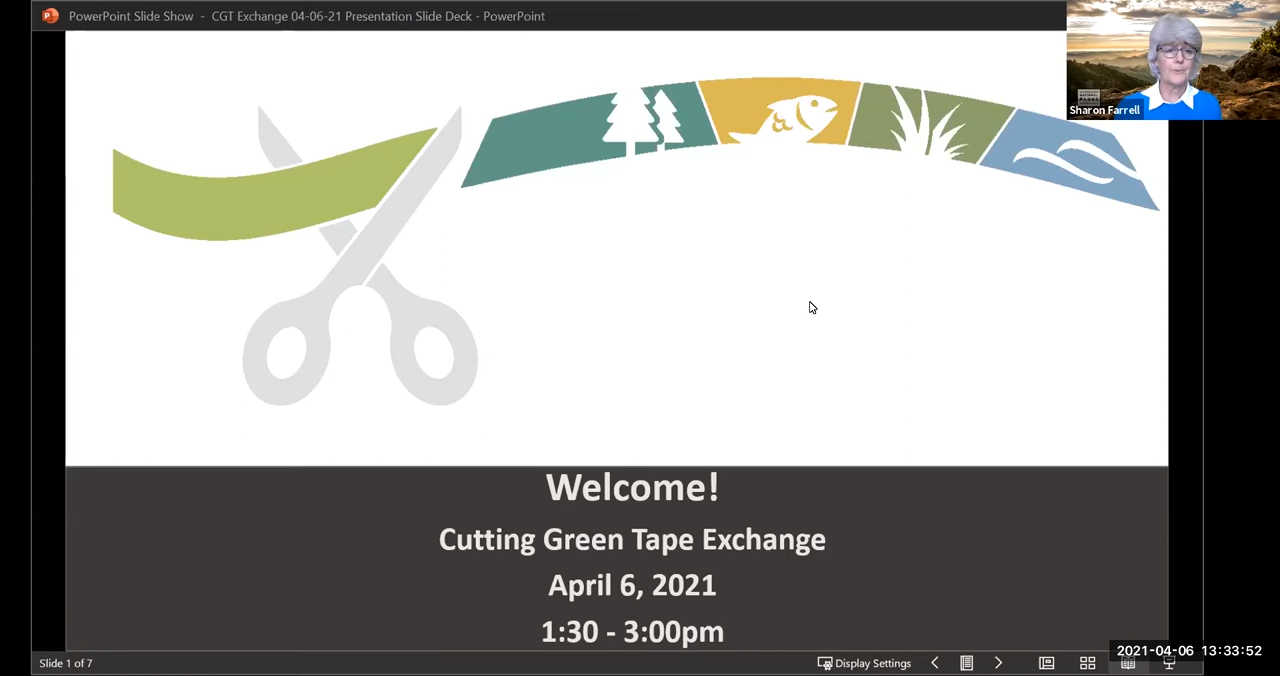 PowerPoint Slide Show - CGT Exchange 04-06-21 Presentation Slide Deck - PowerPoint
Sharon Farrell
Welcome!
Cutting Green Tape Exchange
April 6, 2021
1:30 - 3:00pm
2021-04-06 13:33:52
Slide 1 of 7
Display Settings